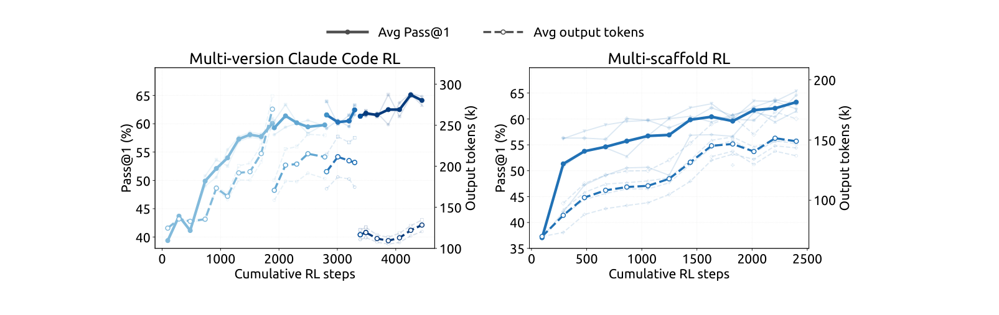 Avg Pass@1
Avg output tokens
Multi-version Claude Code RL
Pass@1 (%)
65
60
55
50
45
40
300
250
200
150
100
Output tokens (k)
0 1000 2000 3000 4000
Cumulative RL steps
Multi-scaffold RL
Pass@1 (%)
65
60
55
50
45
40
35
200
150
100
Output tokens (k)
0 500 1000 1500 2000 2500
Cumulative RL steps